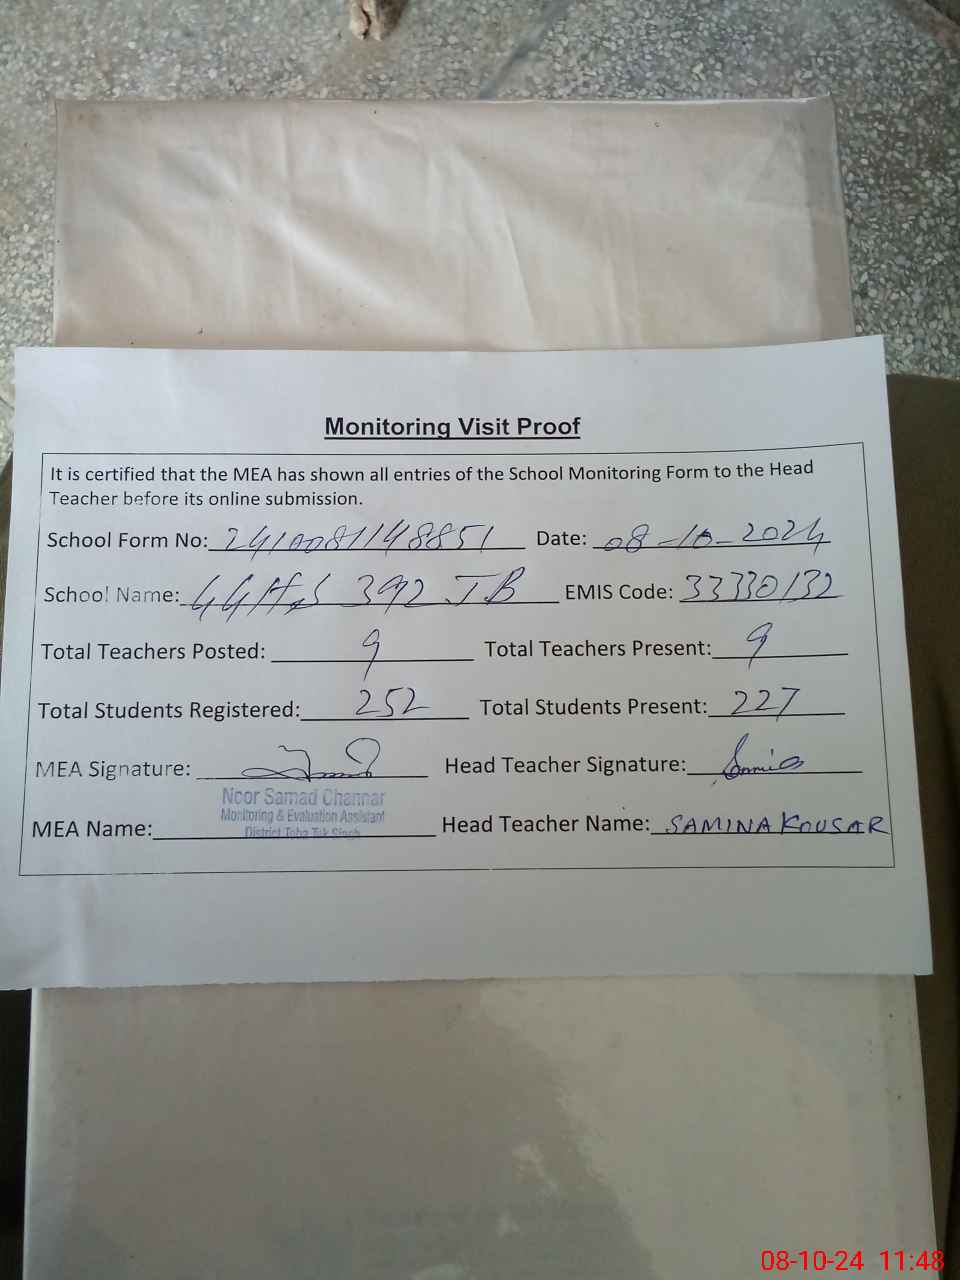 Monitoring Visit Proof
It is certified that the MEA has shown all entries of the School Monitoring Form to the Head
Teacher before its online submission.
School Form No: 2410081148851 Date: 08-10-2024
School Name: GGHSS 392 JB EMIS Code: 33330132
Total Teachers Posted: 9 Total Teachers Present: 9
Total Students Registered: 252 Total Students Present: 227
MEA Signature: Head Teacher Signature: Samina
Noor Samad Channar
Monitoring & Evaluation Assistant
District Toba Tek Singh
MEA Name: Head Teacher Name: SAMINA KOUSAR
08-10-24 11:48